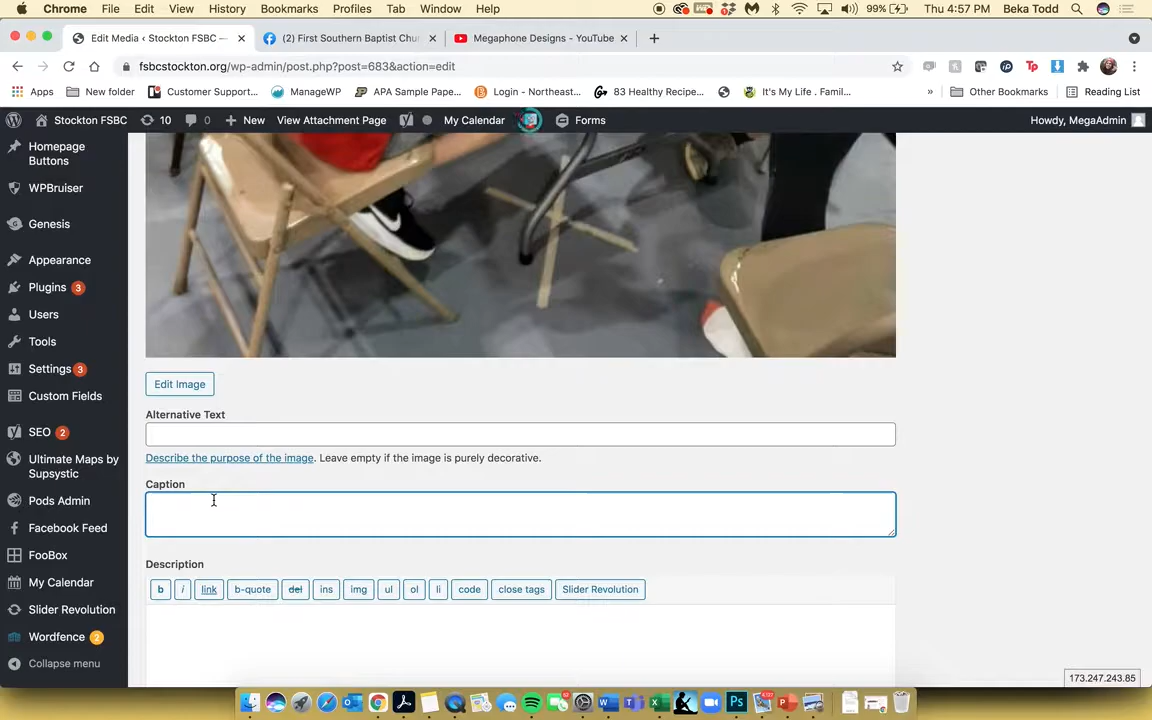 Chrome File Edit View History Bookmarks Profiles Tab Window Help 99% Thu 4:57 PM Beka Todd
Edit Media ‹ Stockton FSBC — (2) First Southern Baptist Chu Megaphone Designs - YouTube
fsbcstockton.org/wp-admin/post.php?post=683&action=edit
Apps New folder Customer Support... ManageWP APA Sample Pape... Login - Northeast... 83 Healthy Recipe... It's My Life . Famil... » Other Bookmarks Reading List
Stockton FSBC 10 0 New View Attachment Page My Calendar Forms Howdy, MegaAdmin
Homepage
Buttons
WPBruiser
Genesis
Appearance
Plugins 3
Users
Tools
Settings 3
Custom Fields
SEO 2
Ultimate Maps by
Supsystic
Pods Admin
Facebook Feed
FooBox
My Calendar
Slider Revolution
Wordfence 2
Collapse menu
Edit Image
Alternative Text
Describe the purpose of the image. Leave empty if the image is purely decorative.
Caption
Description
b i link b-quote del ins img ul ol li code close tags Slider Revolution
173.247.243.85